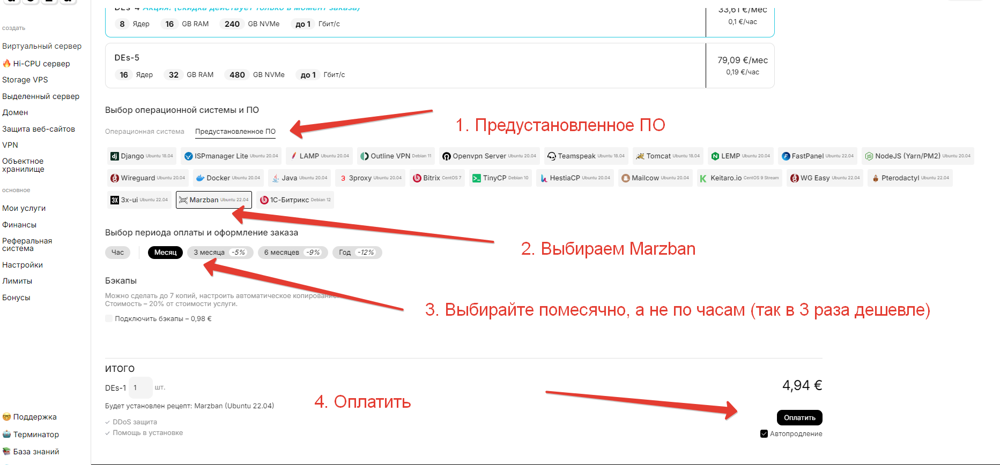 создать
Виртуальный сервер
Hi-CPU сервер
Storage VPS
Выделенный сервер
Домен
Защита веб-сайтов
VPN
Объектное
хранилище
основное
Мои услуги
Финансы
Реферальная
система
Настройки
Лимиты
Бонусы
Поддержка
Терминатор
База знаний
DEs-4 Акция! (скидка действует только в момент заказа)
8 Ядер 16 GB RAM 240 GB NVMe до 1 Гбит/с
33,61 €/мес
0,1 €/час
DEs-5
16 Ядер 32 GB RAM 480 GB NVMe до 1 Гбит/с
79,09 €/мес
0,19 €/час
Выбор операционной системы и ПО
Операционная система Предустановленное ПО
1. Предустановленное ПО
Django Ubuntu 18.04 ISPmanager Lite Ubuntu 20.04 LAMP Ubuntu 20.04 Outline VPN Debian 11 Openvpn Server Ubuntu 20.04 Teamspeak Ubuntu 18.04 Tomcat Ubuntu 18.04 LEMP Ubuntu 20.04 FastPanel Ubuntu 22.04 NodeJS (Yarn/PM2) Ubuntu 20.04
Wireguard Ubuntu 20.04 Docker Ubuntu 20.04 Java Ubuntu 20.04 3 3proxy Ubuntu 20.04 Bitrix CentOS 7 TinyCP Debian 10 HestiaCP Ubuntu 20.04 Mailcow Ubuntu 20.04 Keitaro.io CentOS 9 Stream WG Easy Ubuntu 22.04 Pterodactyl Ubuntu 22.04
3X 3x-ui Ubuntu 22.04 Marzban Ubuntu 22.04 1С-Битрикс Debian 12
Выбор периода оплаты и оформление заказа
2. Выбираем Marzban
Час Месяц 3 месяца -5% 6 месяцев -9% Год -12%
Бэкапы
Можно сделать до 7 копий, настроить автоматическое копирование.
Стоимость – 20% от стоимости услуги.
3. Выбирайте помесячно, а не по часам (так в 3 раза дешевле)
Подключить бэкапы – 0,98 €
ИТОГО
DEs-1 1 шт.
4,94 €
Будет установлен рецепт: Marzban (Ubuntu 22.04)
4. Оплатить
DDoS защита
Помощь в установке
Оплатить
Автопродление